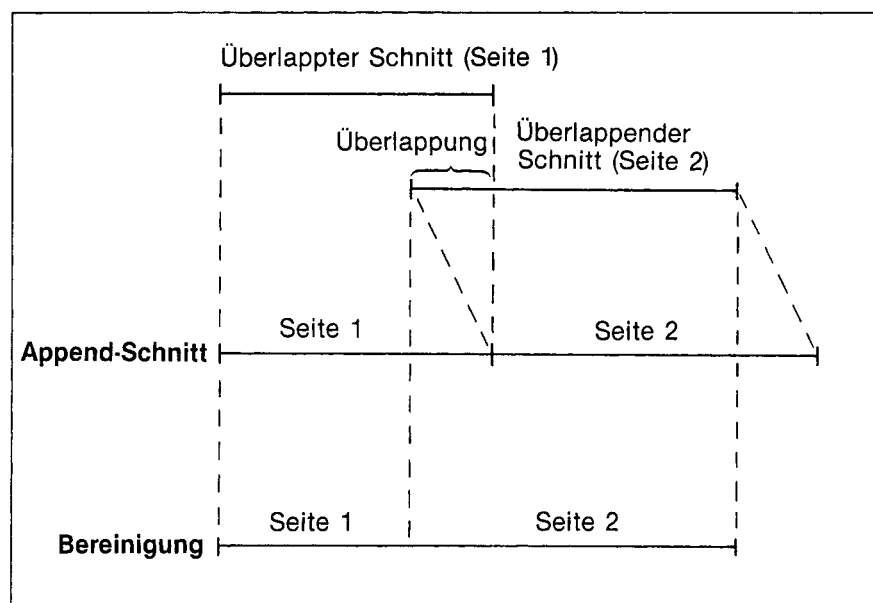 Überlappter Schnitt (Seite 1)
Überlappung
Überlappender
Schnitt (Seite 2)
Seite 1
Seite 2
Append-Schnitt
Seite 1
Seite 2
Bereinigung